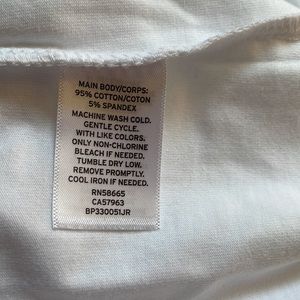 MAIN BODY/CORPS:
95% COTTON/COTON
5% SPANDEX
MACHINE WASH COLD.
GENTLE CYCLE.
WITH LIKE COLORS.
ONLY NON-CHLORINE
BLEACH IF NEEDED.
TUMBLE DRY LOW.
REMOVE PROMPTLY.
COOL IRON IF NEEDED.
RN58665
CA57963
BP330051JR